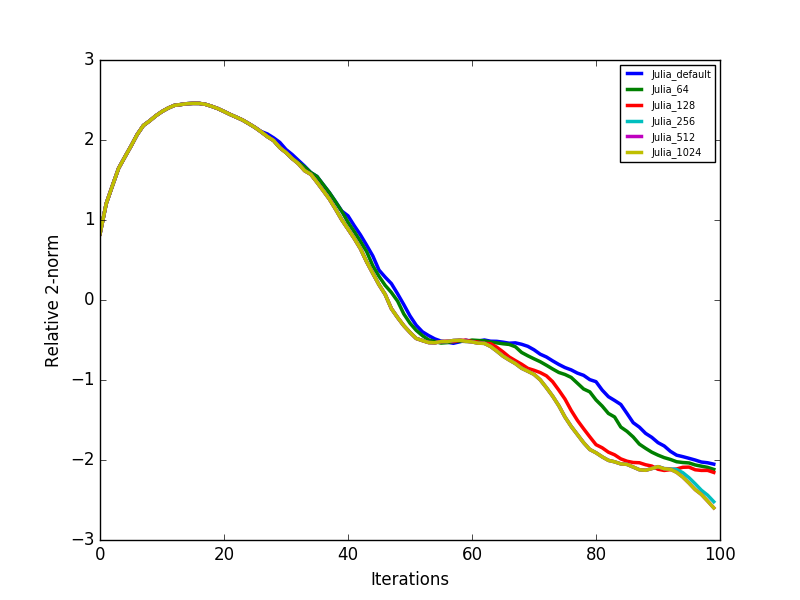 3
2
1
0
−1
−2
−3
0
20
40
60
80
100
Relative 2-norm
Iterations
Julia_default
Julia_64
Julia_128
Julia_256
Julia_512
Julia_1024